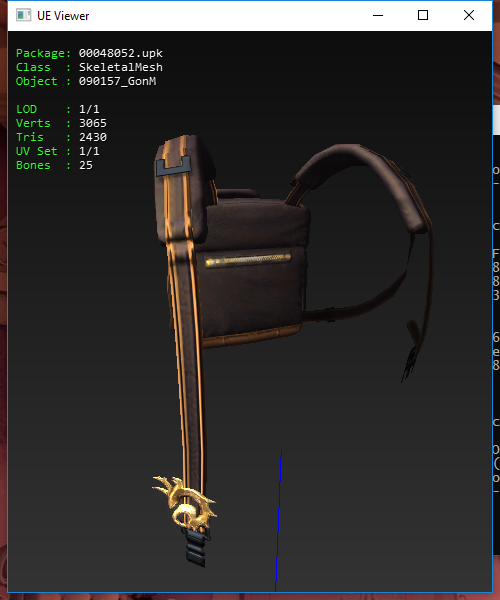 UE Viewer
Package: 00048052.upk
Class  : SkeletalMesh
Object : 090157_GonM
LOD    : 1/1
Verts  : 3065
Tris   : 2430
UV Set : 1/1
Bones  : 25